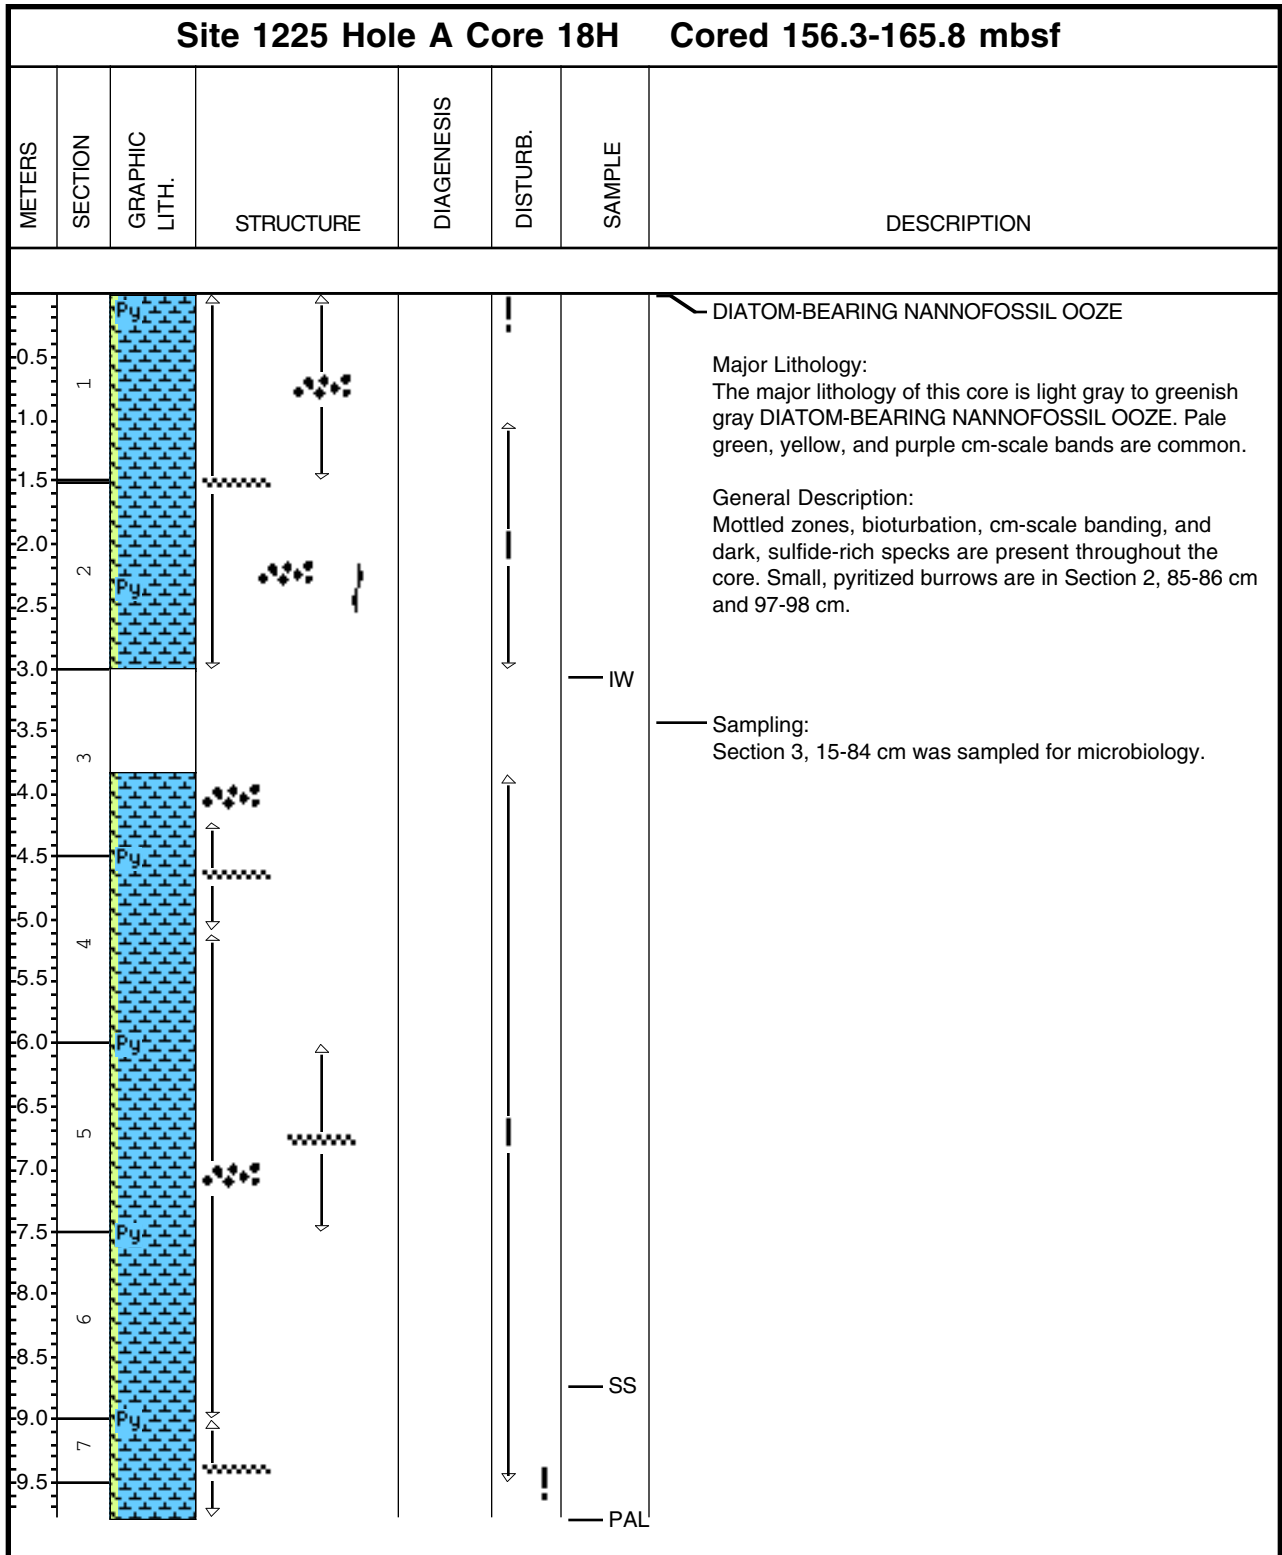 Site 1225 Hole A Core 18H Cored 156.3-165.8 mbsf
METERS
SECTION
GRAPHIC
LITH.
STRUCTURE
DIAGENESIS
DISTURB.
SAMPLE
DESCRIPTION
Py
DIATOM-BEARING NANNOFOSSIL OOZE
0.5
Major Lithology:
1
The major lithology of this core is light gray to greenish
1.0
gray DIATOM-BEARING NANNOFOSSIL OOZE. Pale
green, yellow, and purple cm-scale bands are common.
1.5
General Description:
Mottled zones, bioturbation, cm-scale banding, and
2.0
dark, sulfide-rich specks are present throughout the
2
Py
core. Small, pyritized burrows are in Section 2, 85-86 cm
2.5
and 97-98 cm.
3.0
IW
3.5
Sampling:
3
Section 3, 15-84 cm was sampled for microbiology.
4.0
4.5
Py
5.0
4
5.5
6.0
Py
6.5
5
7.0
7.5
Py
8.0
6
8.5
SS
9.0
Py
7
9.5
PAL